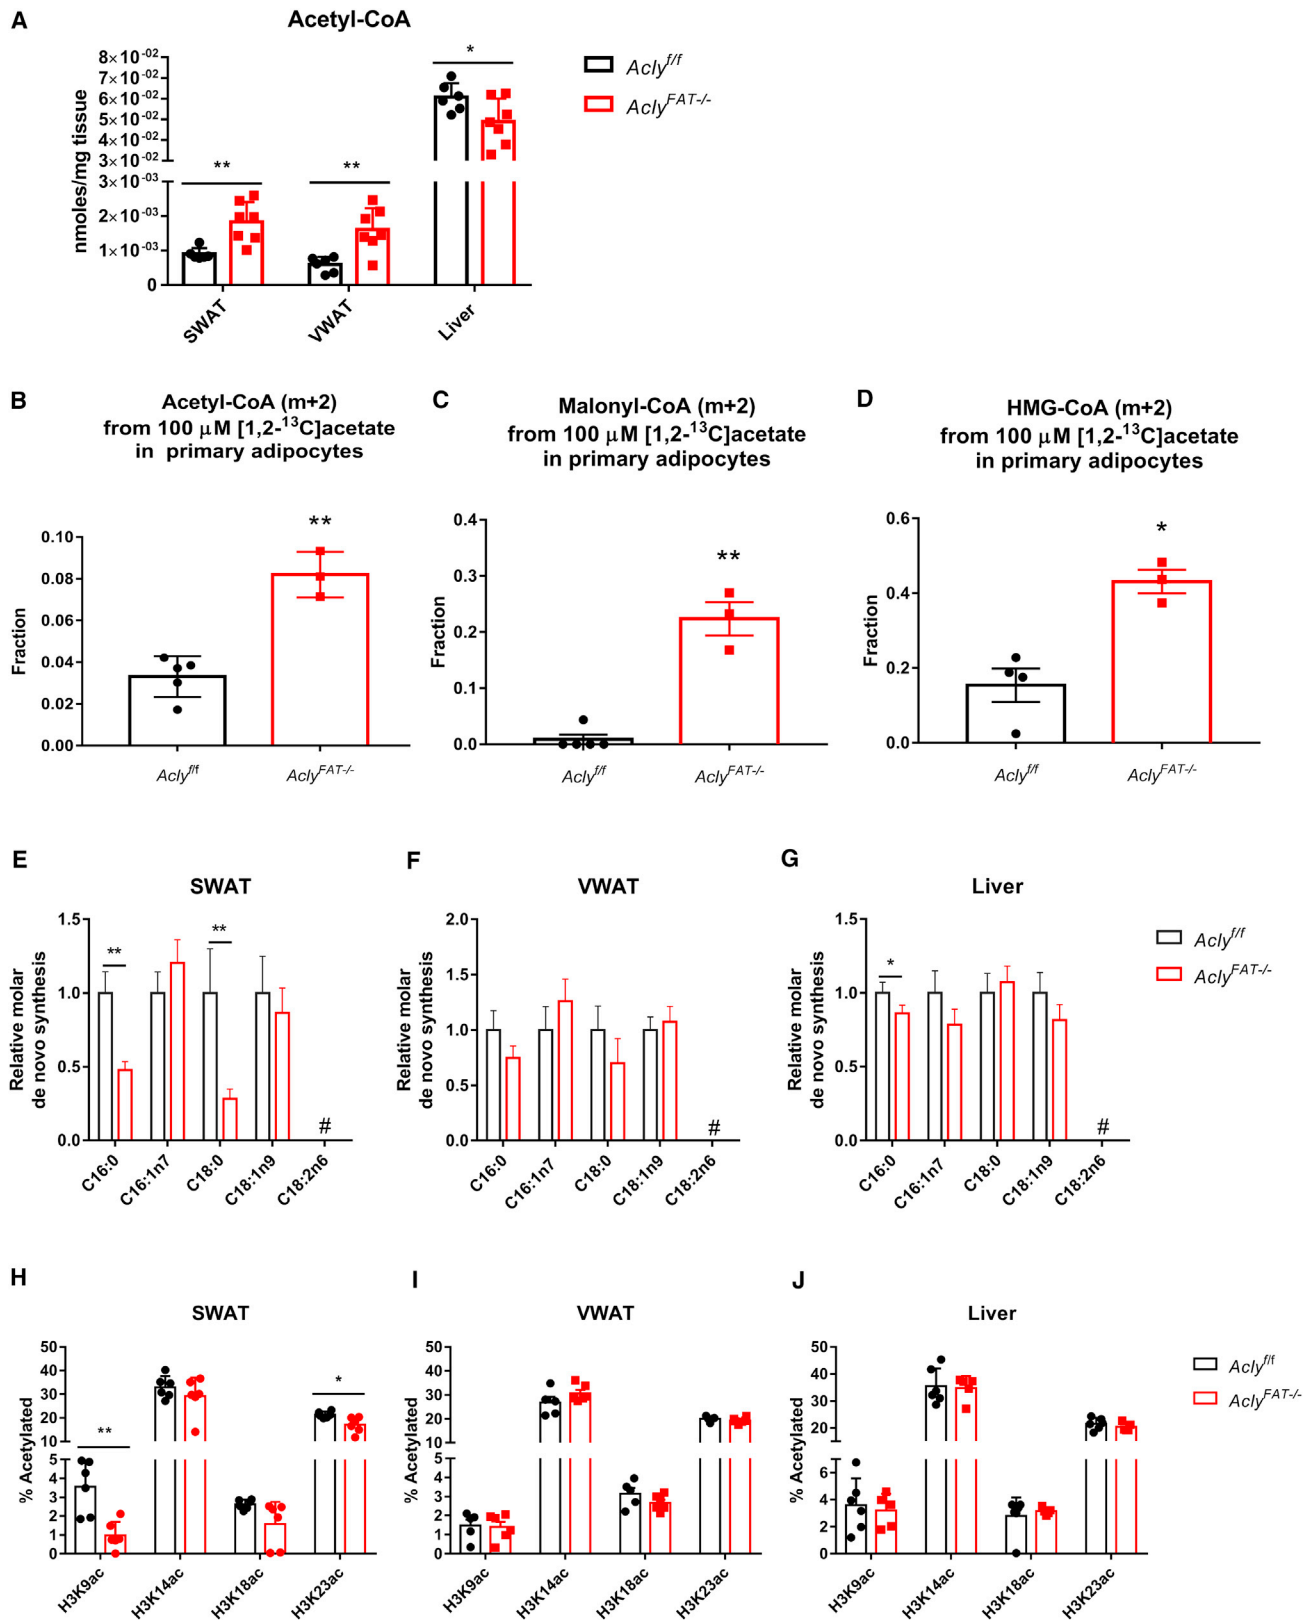 A
Acetyl-CoA
nmoles/mg tissue
8×10⁻⁰²
7×10⁻⁰²
6×10⁻⁰²
5×10⁻⁰²
4×10⁻⁰²
3×10⁻⁰²
3×10⁻⁰³
2×10⁻⁰³
1×10⁻⁰³
0
**
**
*
SWAT
VWAT
Liver
Acly^f/f
Acly^FAT-/-
B
Acetyl-CoA (m+2)
from 100 μM [1,2-¹³C]acetate
in primary adipocytes
Fraction
0.10
0.08
0.06
0.04
0.02
0.00
**
Acly^f/f
Acly^FAT-/-
C
Malonyl-CoA (m+2)
from 100 μM [1,2-¹³C]acetate
in primary adipocytes
Fraction
0.4
0.3
0.2
0.1
0.0
**
Acly^f/f
Acly^FAT-/-
D
HMG-CoA (m+2)
from 100 μM [1,2-¹³C]acetate
in primary adipocytes
Fraction
0.6
0.4
0.2
0.0
*
Acly^f/f
Acly^FAT-/-
E
SWAT
Relative molar
de novo synthesis
1.5
1.0
0.5
0.0
**
**
#
C16:0
C16:1n7
C18:0
C18:1n9
C18:2n6
F
VWAT
Relative molar
de novo synthesis
2.0
1.5
1.0
0.5
0.0
#
C16:0
C16:1n7
C18:0
C18:1n9
C18:2n6
G
Liver
Relative molar
de novo synthesis
1.5
1.0
0.5
0.0
*
#
C16:0
C16:1n7
C18:0
C18:1n9
C18:2n6
Acly^f/f
Acly^FAT-/-
H
SWAT
% Acetylated
50
40
30
20
10
5
4
3
2
1
0
**
*
H3K9ac
H3K14ac
H3K18ac
H3K23ac
I
VWAT
% Acetylated
50
40
30
20
10
5
4
3
2
1
0
H3K9ac
H3K14ac
H3K18ac
H3K23ac
J
Liver
% Acetylated
50
40
30
20
6
4
2
0
H3K9ac
H3K14ac
H3K18ac
H3K23ac
Acly^f/f
Acly^FAT-/-